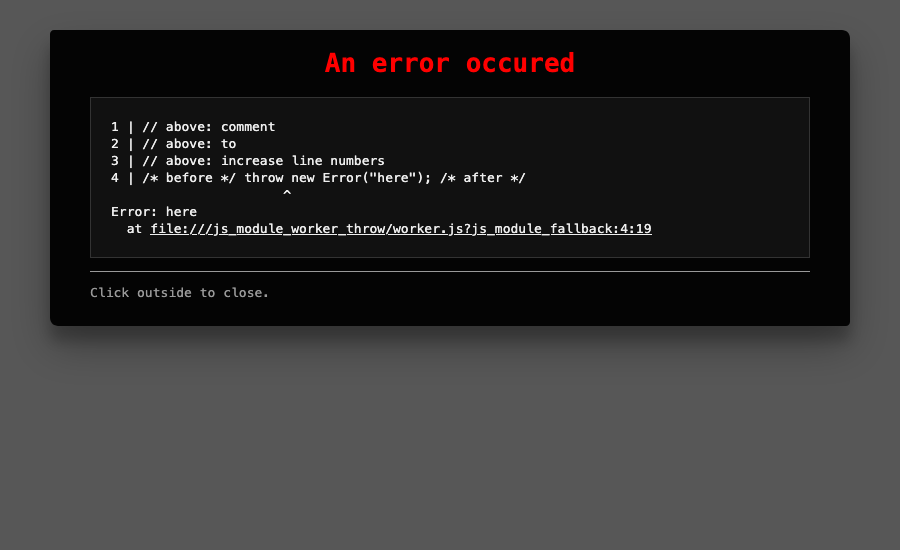 An error occured
1 | // above: comment
2 | // above: to
3 | // above: increase line numbers
4 | /* before */ throw new Error("here"); /* after */
^
Error: here
at file:///js_module_worker_throw/worker.js?js_module_fallback:4:19
Click outside to close.